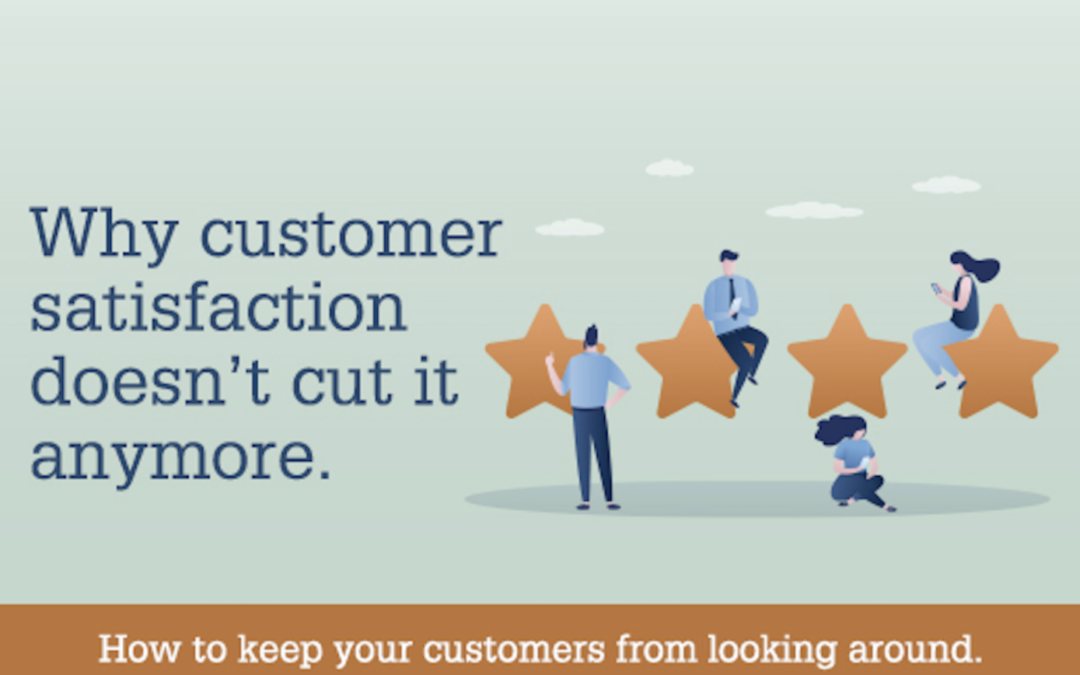 Why customer
satisfaction
doesn’t cut it
anymore.
How to keep your customers from looking around.